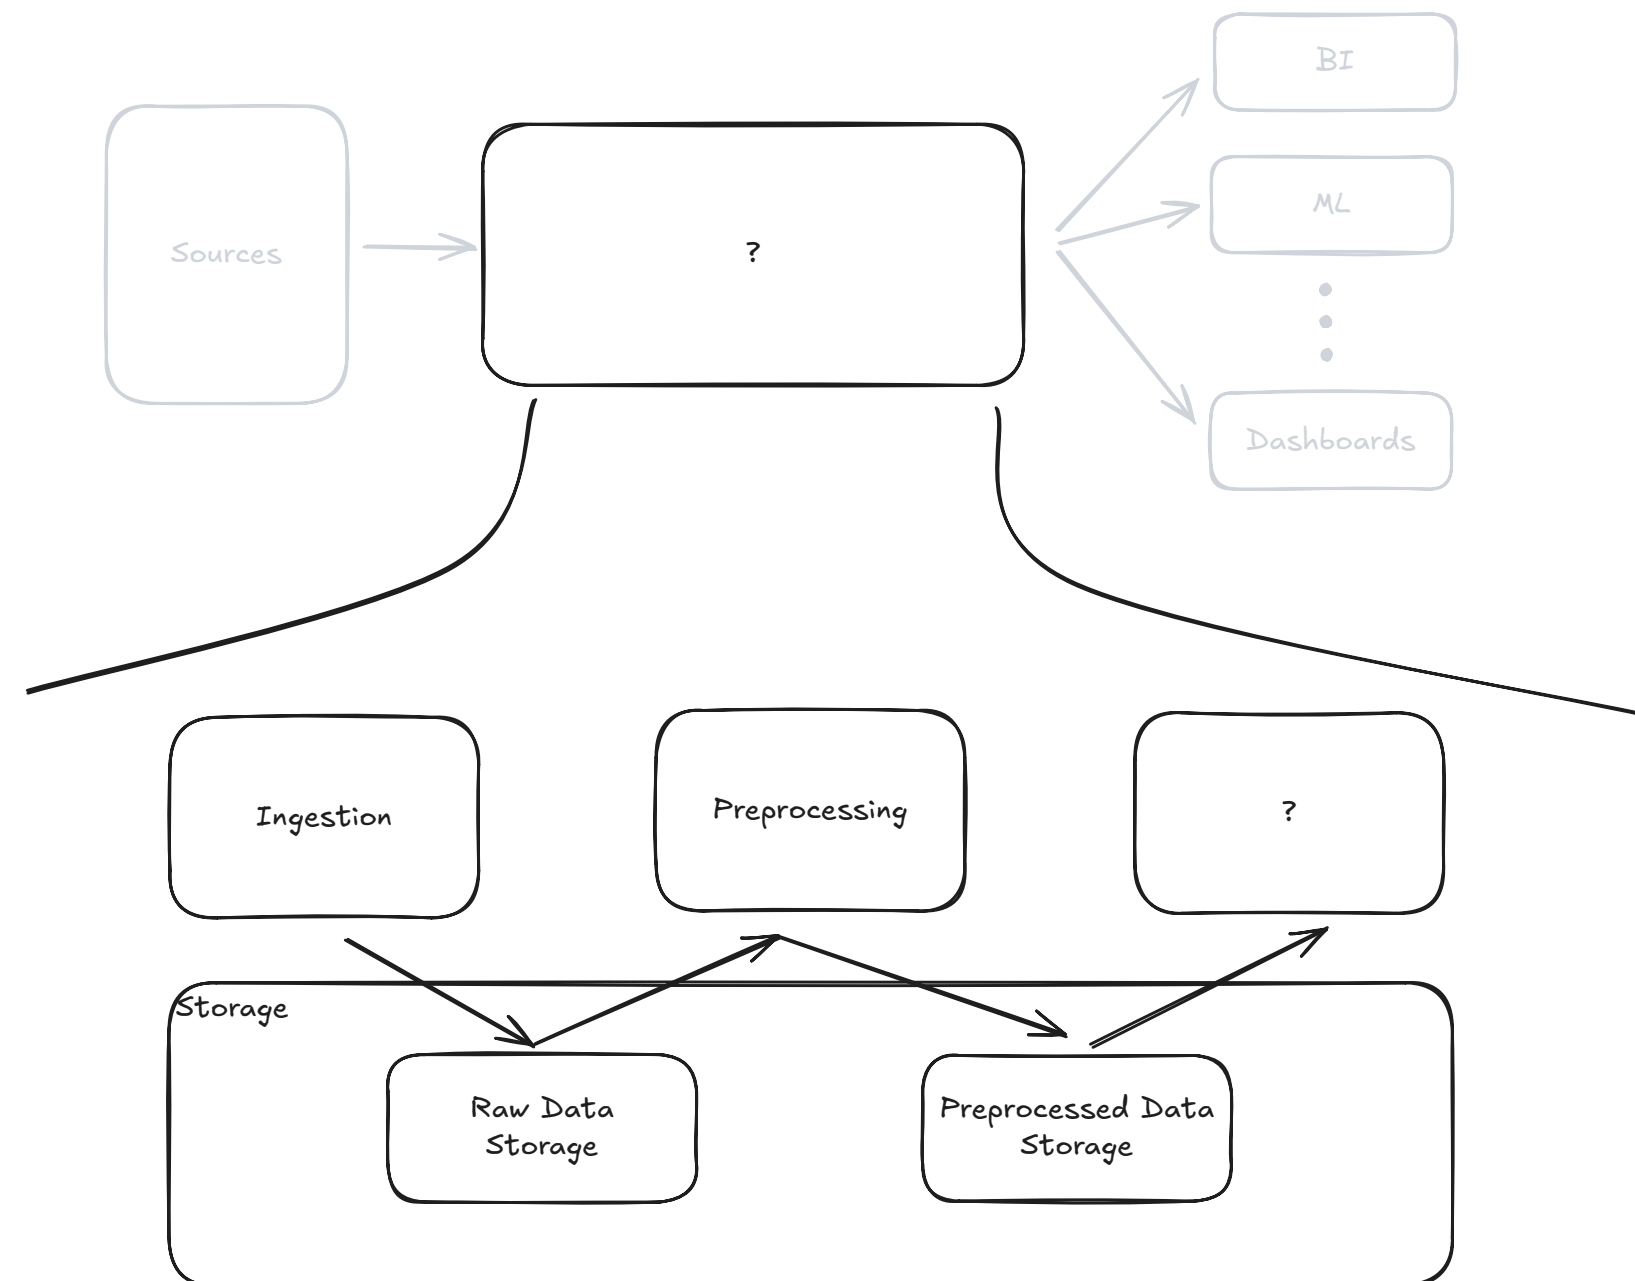 BI
ML
Sources
?
Dashboards
Ingestion
Preprocessing
?
Storage
Raw Data
Storage
Preprocessed Data
Storage